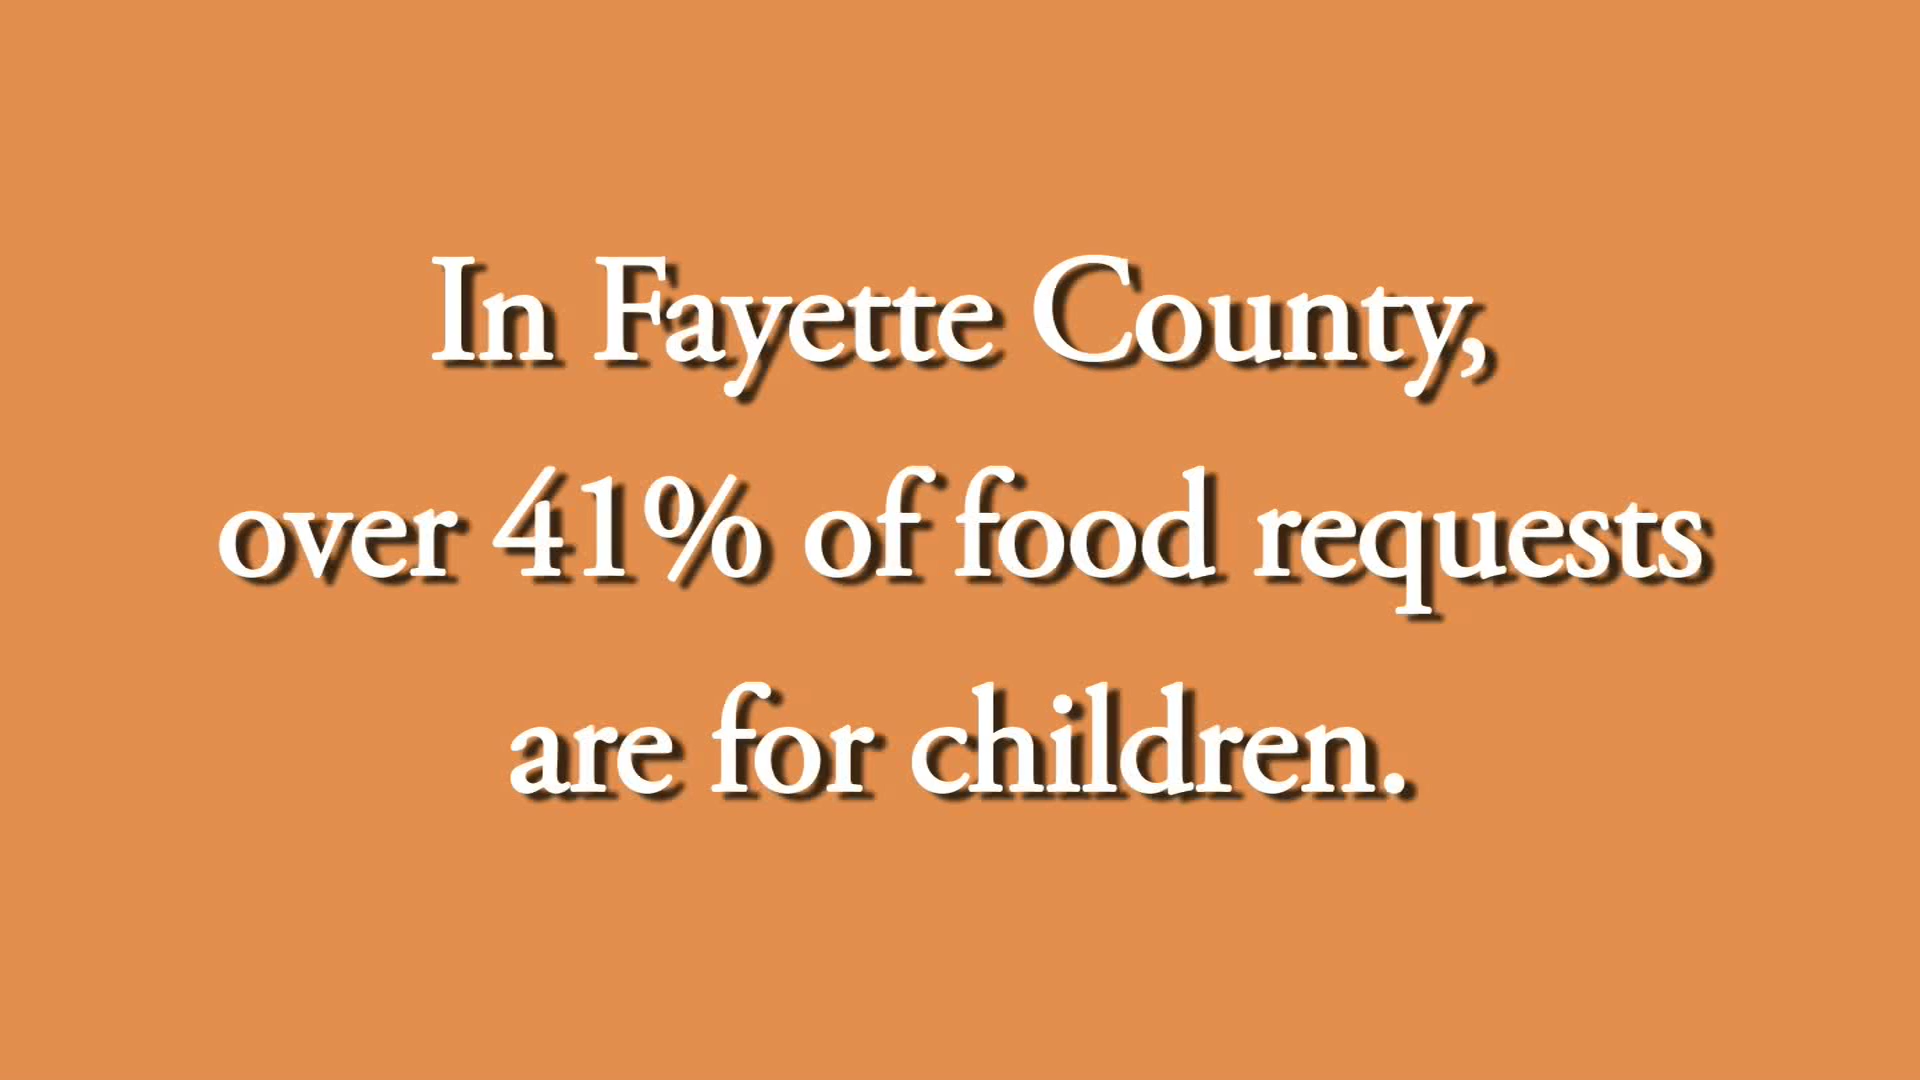 In Fayette County,
over 41% of food requests
are for children.